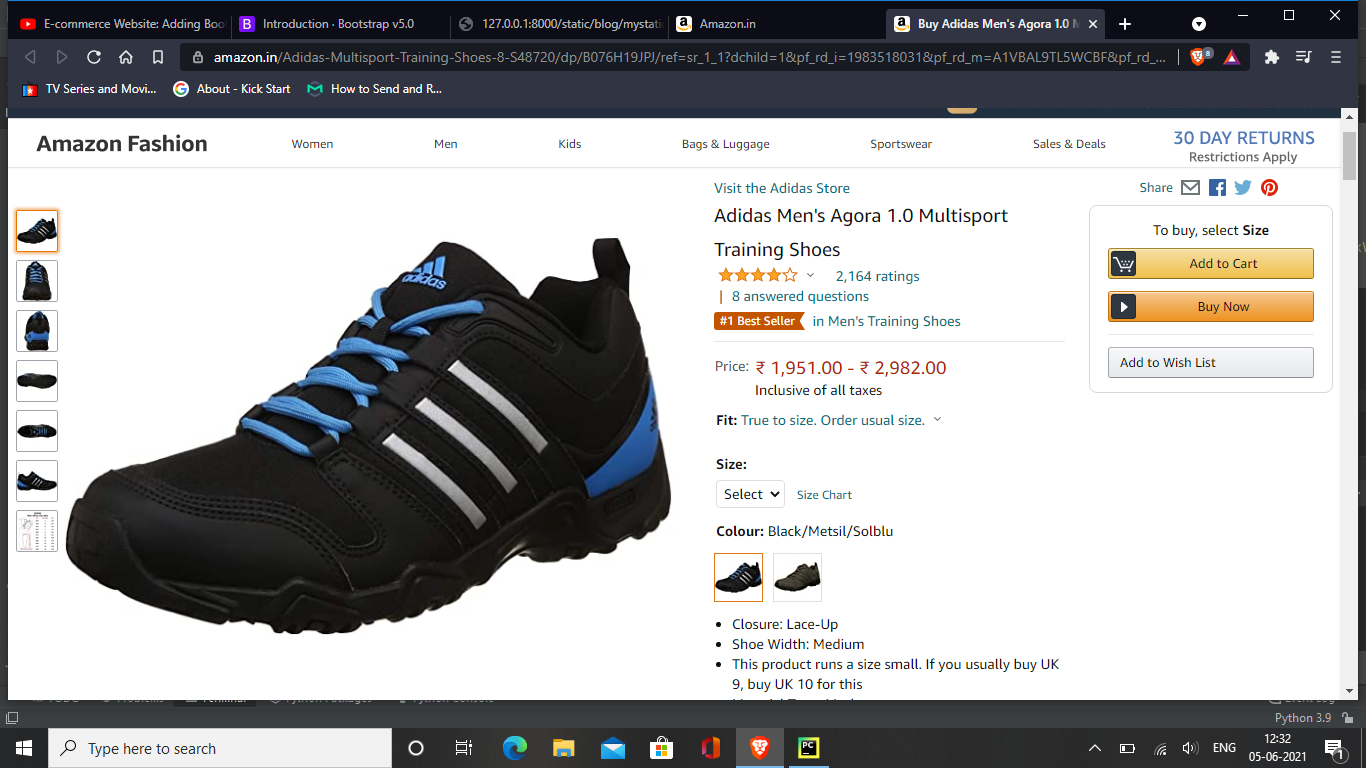 E-commerce Website: Adding Boo
Introduction · Bootstrap v5.0
127.0.0.1:8000/static/blog/mystati
Amazon.in
Buy Adidas Men's Agora 1.0 M
amazon.in/Adidas-Multisport-Training-Shoes-8-S48720/dp/B076H19JPJ/ref=sr_1_1?dchild=1&pf_rd_i=1983518031&pf_rd_m=A1VBAL9TL5WCBF&pf_rd_...
8
TV Series and Movi...
About - Kick Start
How to Send and R...
Amazon Fashion
Women
Men
Kids
Bags & Luggage
Sportswear
Sales & Deals
30 DAY RETURNS
Restrictions Apply
adidas
Visit the Adidas Store
Adidas Men's Agora 1.0 Multisport
Training Shoes
2,164 ratings
| 8 answered questions
#1 Best Seller in Men's Training Shoes
Price: ₹ 1,951.00 - ₹ 2,982.00
Inclusive of all taxes
Fit: True to size. Order usual size.
Size:
Select
Size Chart
Colour: Black/Metsil/Solblu
• Closure: Lace-Up
• Shoe Width: Medium
• This product runs a size small. If you usually buy UK
9, buy UK 10 for this
Share
To buy, select Size
Add to Cart
Buy Now
Add to Wish List
Python 3.9
Type here to search
PC
ENG
12:32
05-06-2021
1